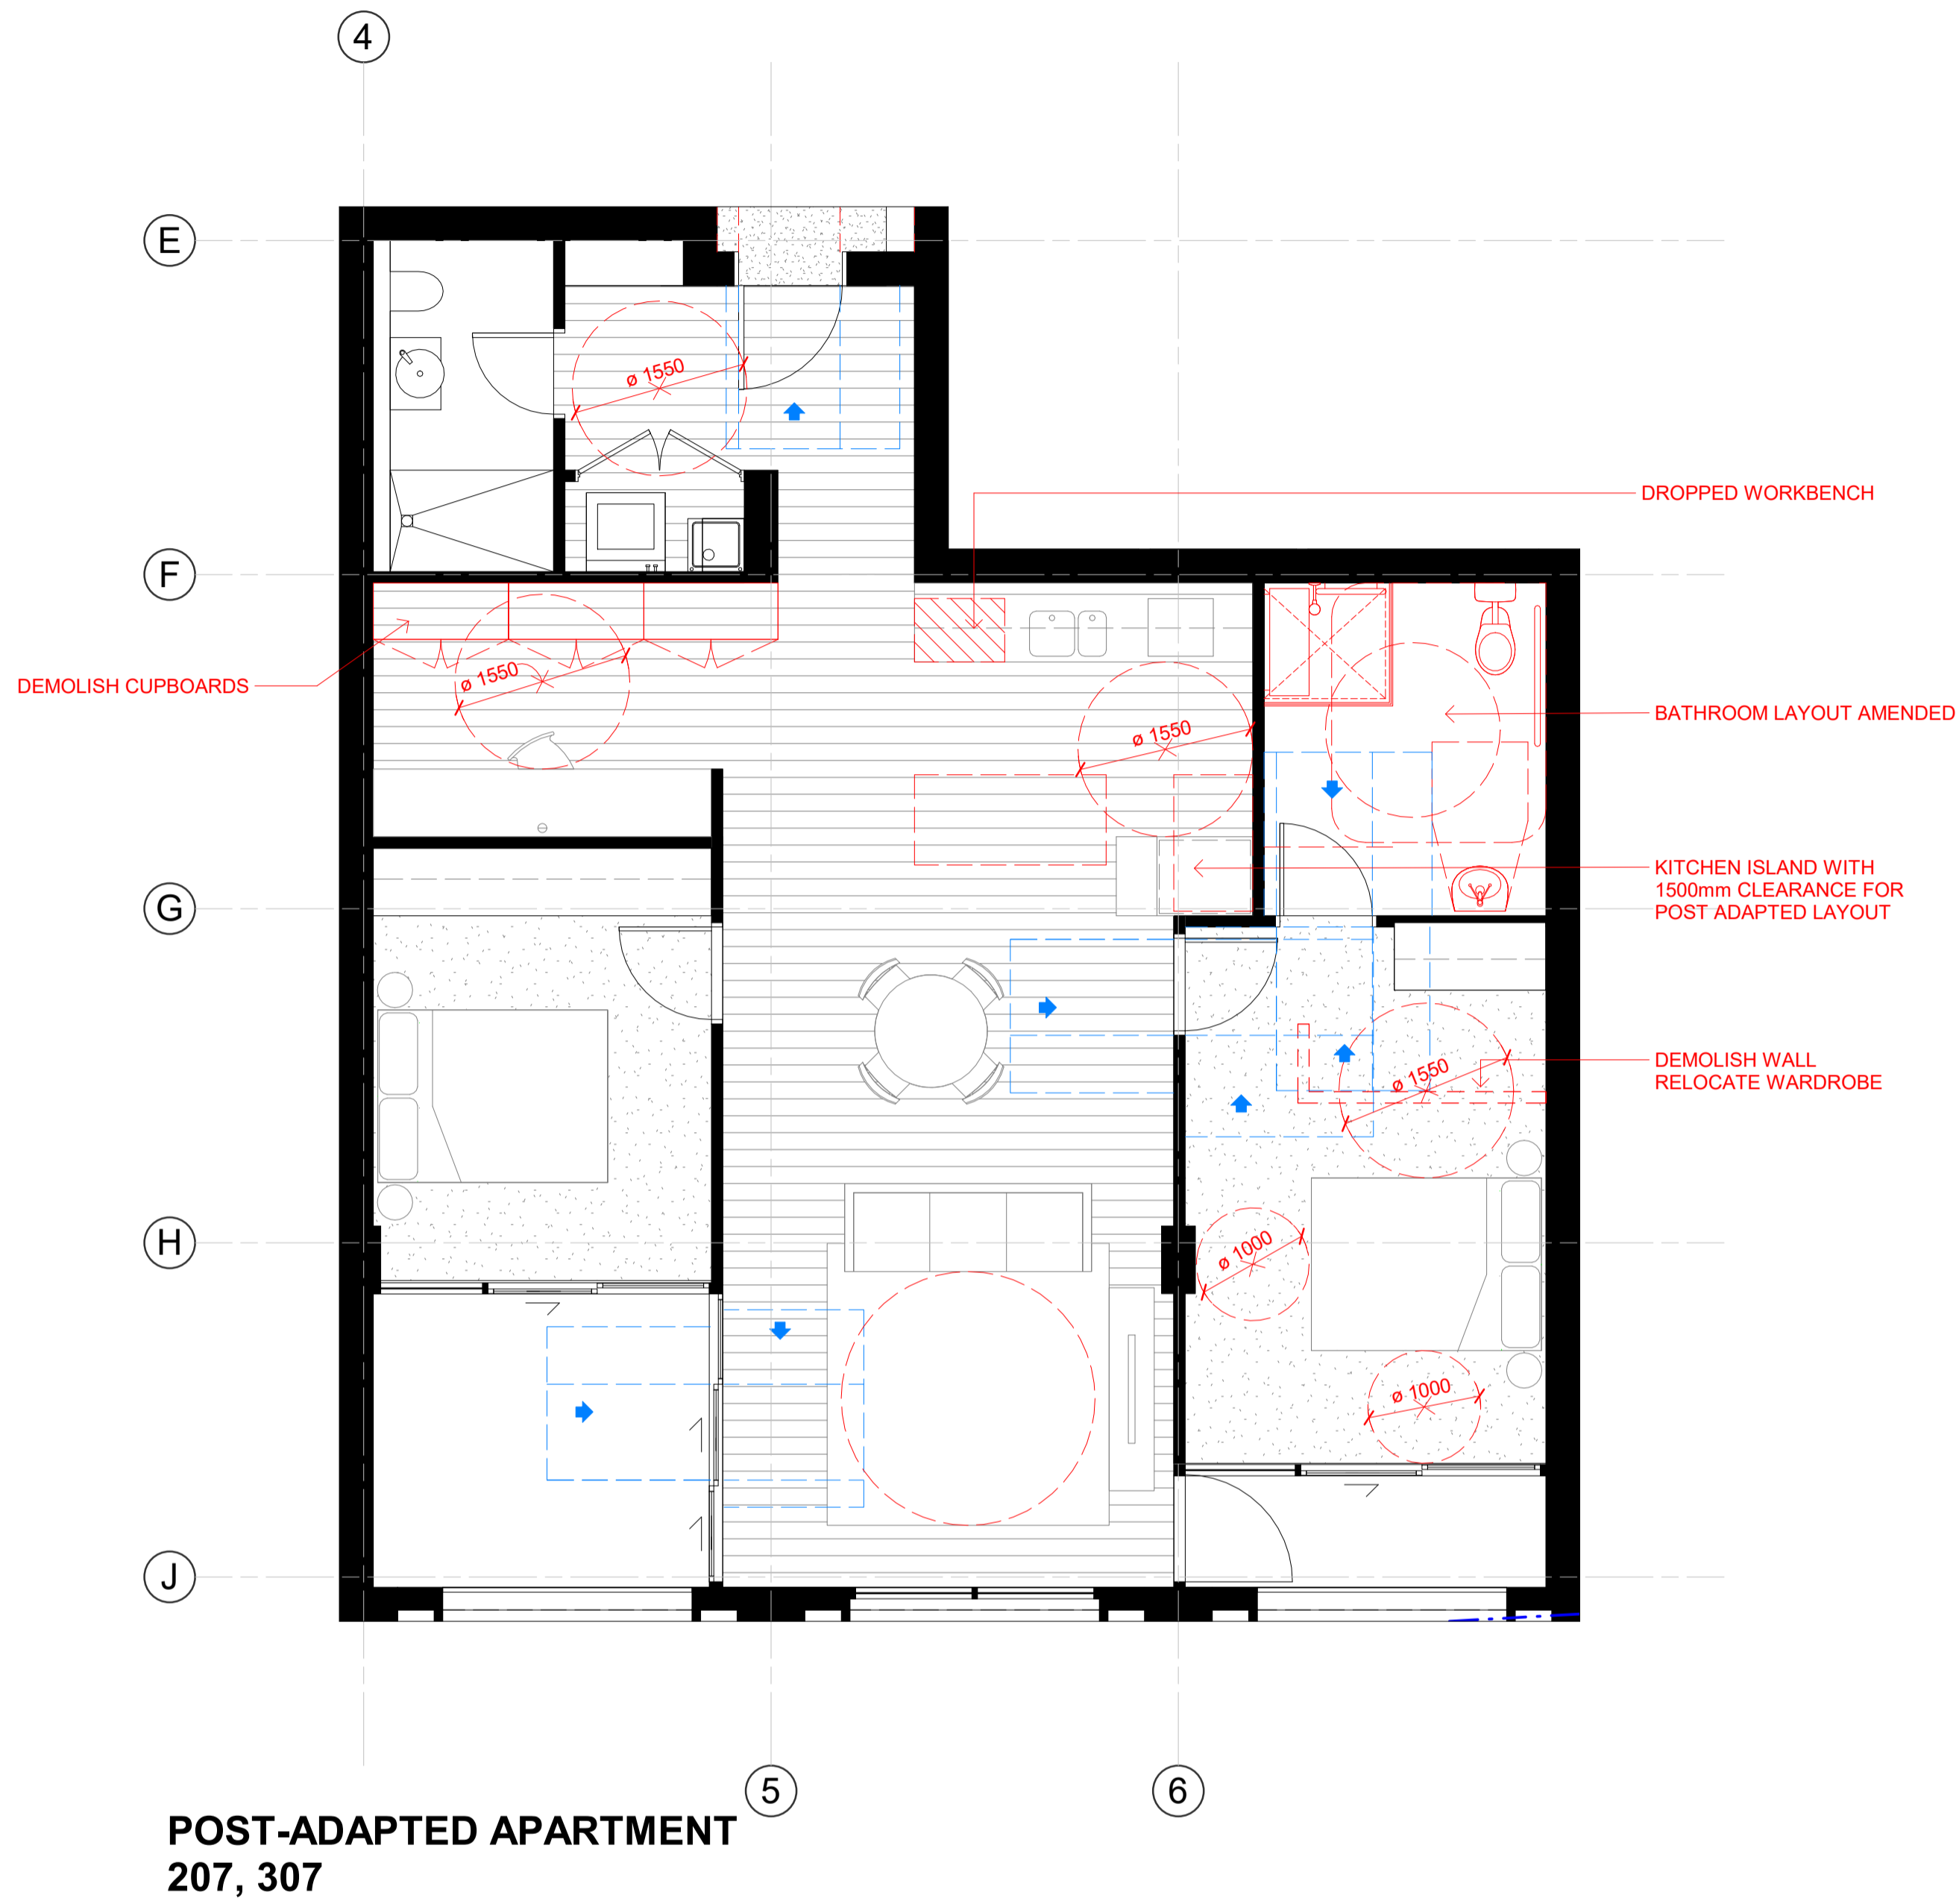 4
E
ø 1550
DROPPED WORKBENCH
F
ø 1550
DEMOLISH CUPBOARDS
ø 1550
BATHROOM LAYOUT AMENDED
KITCHEN ISLAND WITH
1500mm CLEARANCE FOR
POST ADAPTED LAYOUT
G
ø 1550
DEMOLISH WALL
RELOCATE WARDROBE
H
ø 1000
ø 1000
J
5
6
POST-ADAPTED APARTMENT
207, 307